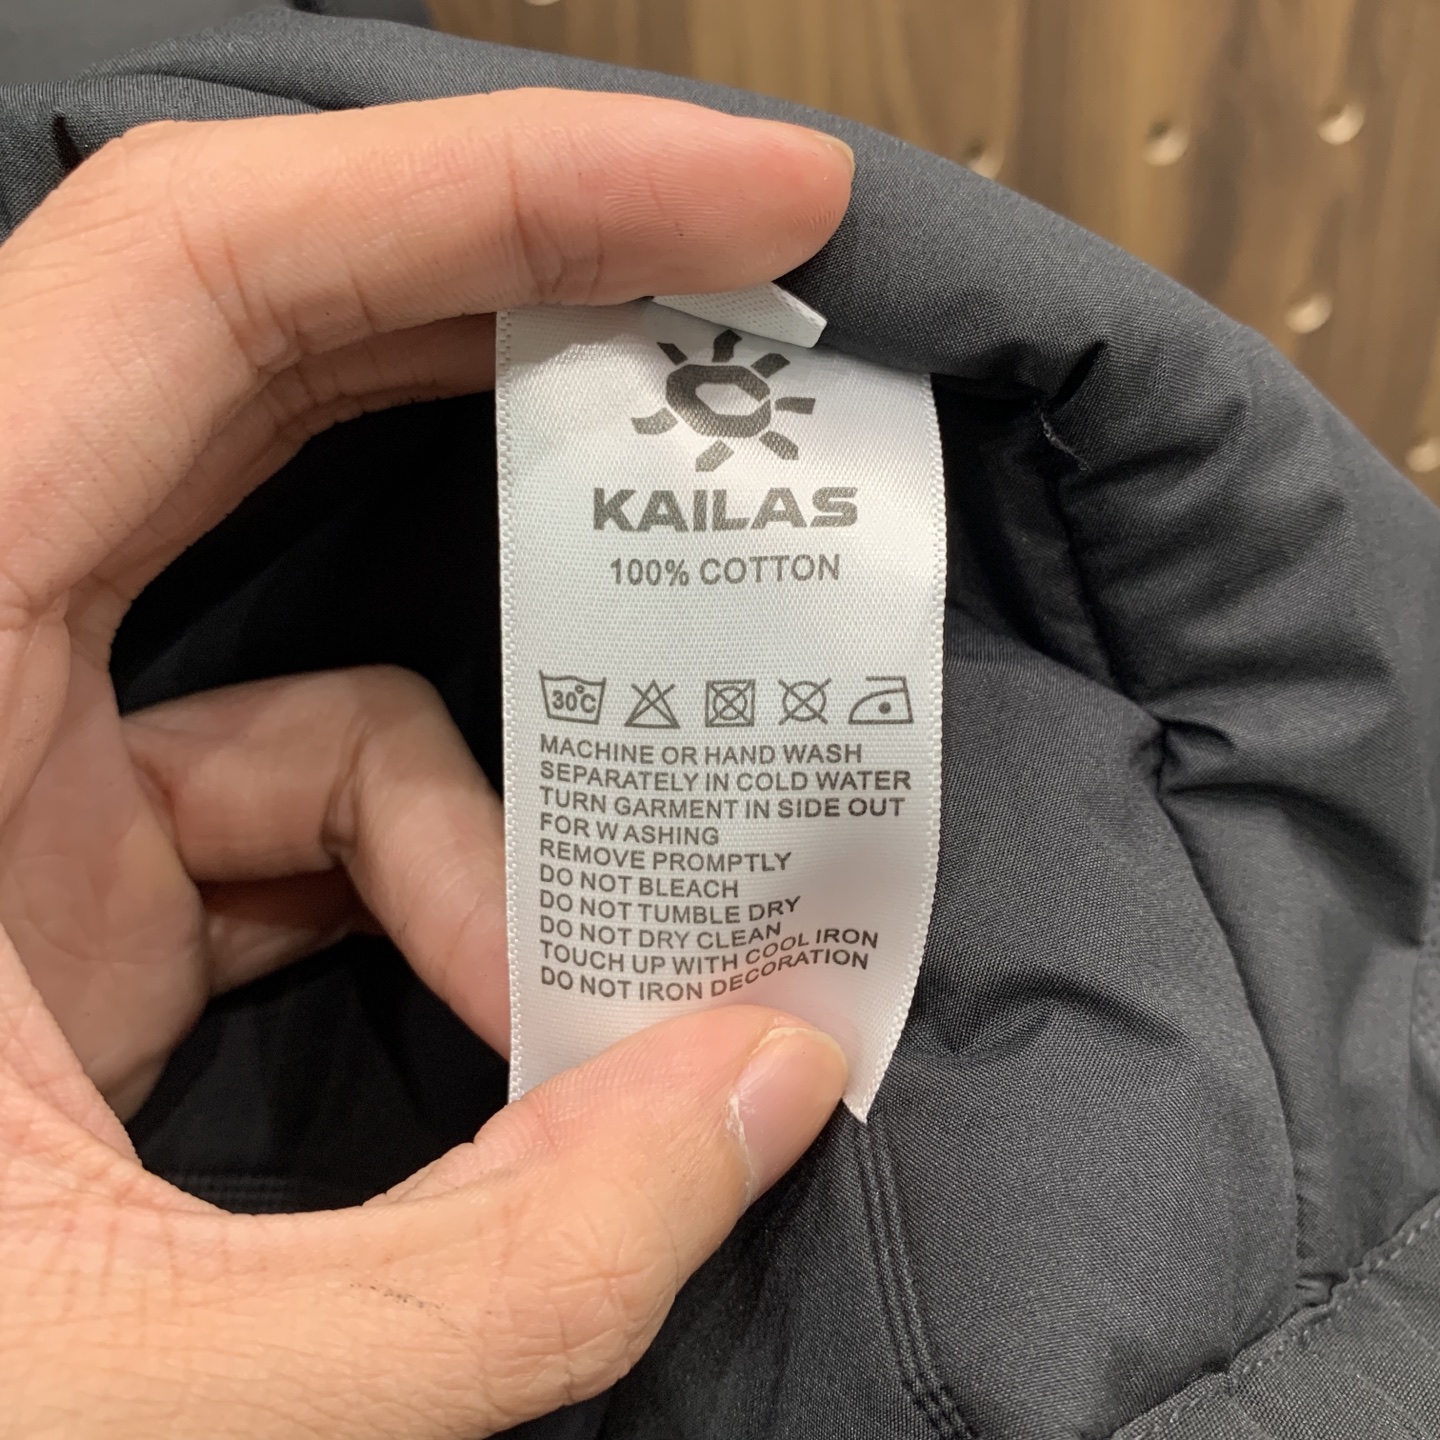 KAILAS
100% COTTON
30°C
MACHINE OR HAND WASH
SEPARATELY IN COLD WATER
TURN GARMENT IN SIDE OUT
FOR W ASHING
REMOVE PROMPTLY
DO NOT BLEACH
DO NOT TUMBLE DRY
DO NOT DRY CLEAN
TOUCH UP WITH COOL IRON
DO NOT IRON DECORATION